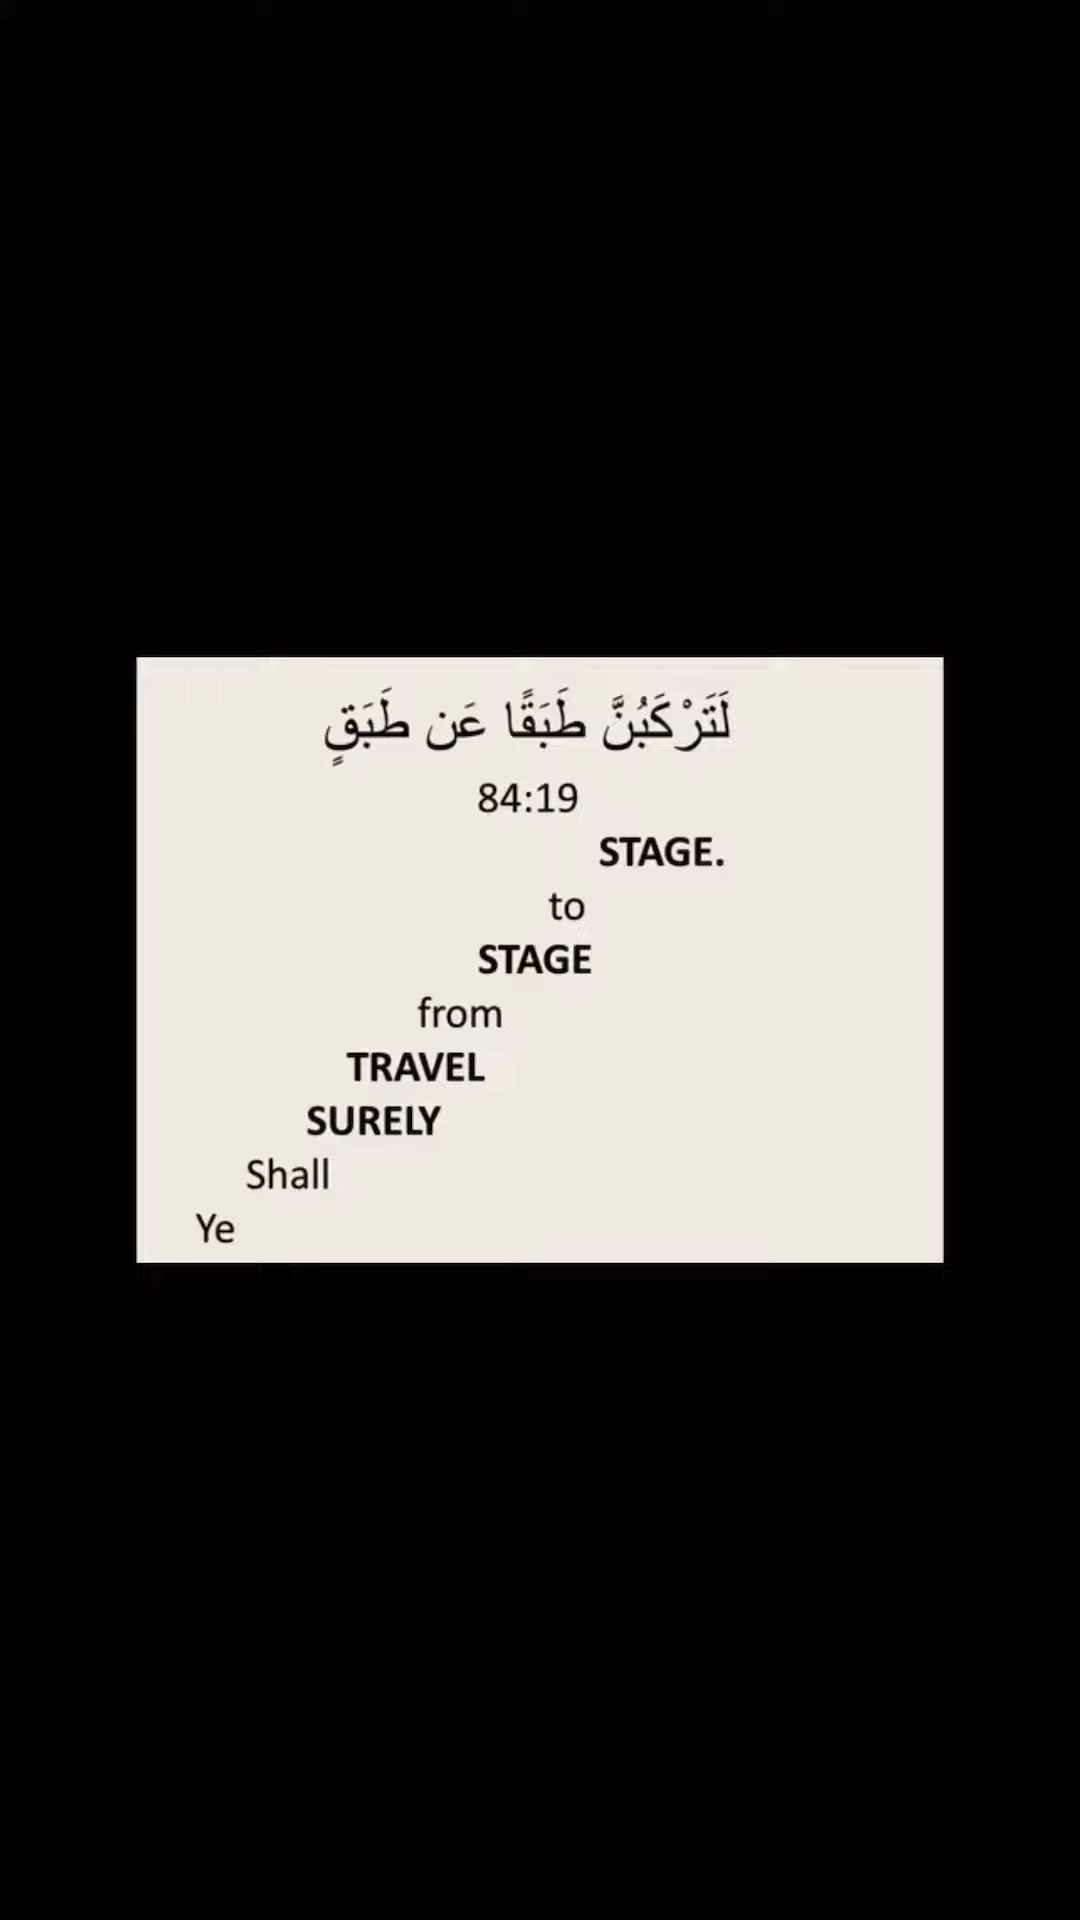 لَتَرْكَبُنَّ طَبَقًا عَن طَبَقٍ
84:19
STAGE.
to
STAGE
from
TRAVEL
SURELY
Shall
Ye